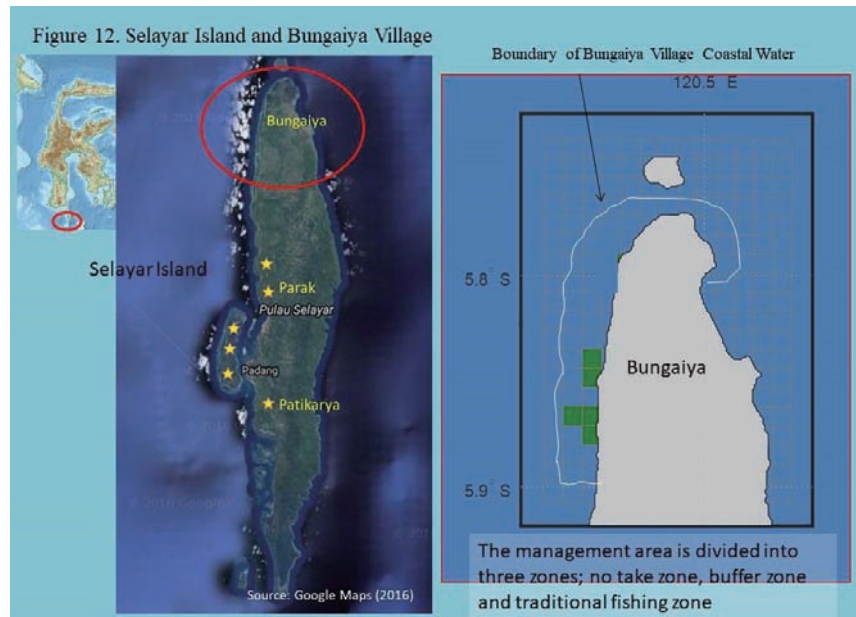 Figure 12. Selayar Island and Bungaiya Village
Boundary of Bungaiya Village Coastal Water
120.5 E
Bungaiya
Selayar Island
Parak
Pulau Selayar
Padang
Patikarya
Source: Google Maps (2016)
5.8° S
Bungaiya
5.9° S
The management area is divided into
three zones; no take zone, buffer zone
and traditional fishing zone